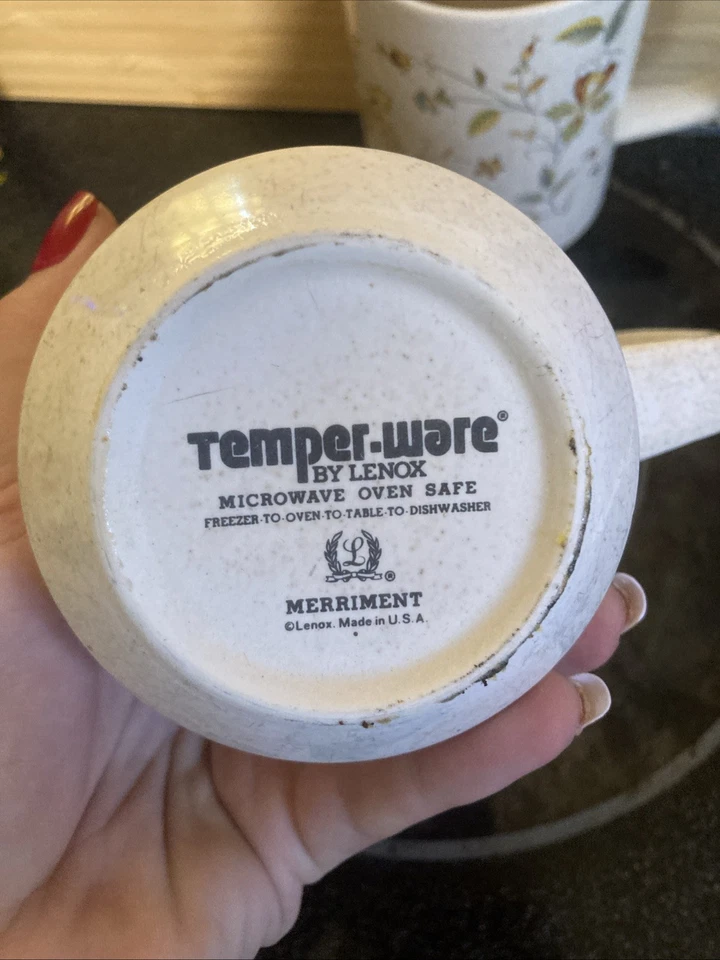 Temper-ware®
BY LENOX
MICROWAVE OVEN SAFE
FREEZER-TO-OVEN-TO-TABLE-TO-DISHWASHER
L
®
MERRIMENT
©Lenox. Made in U.S.A.